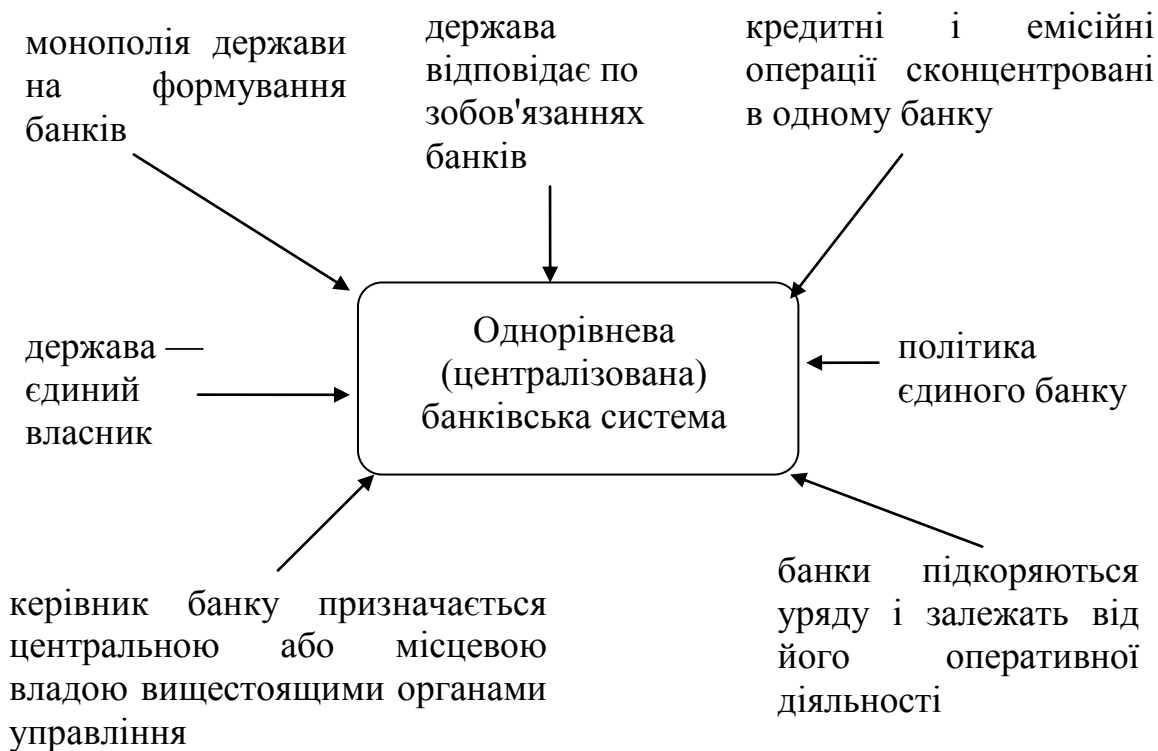 монополія держави
на формування
банків
держава
відповідає по
зобов'язаннях
банків
кредитні і емісійні
операції сконцентровані
в одному банку
держава —
єдиний
власник
Однорівнева
(централізована)
банківська система
політика
єдиного банку
керівник банку призначається
центральною або місцевою
владою вищестоящими органами
управління
банки підкоряються
уряду і залежать від
його оперативної
діяльності